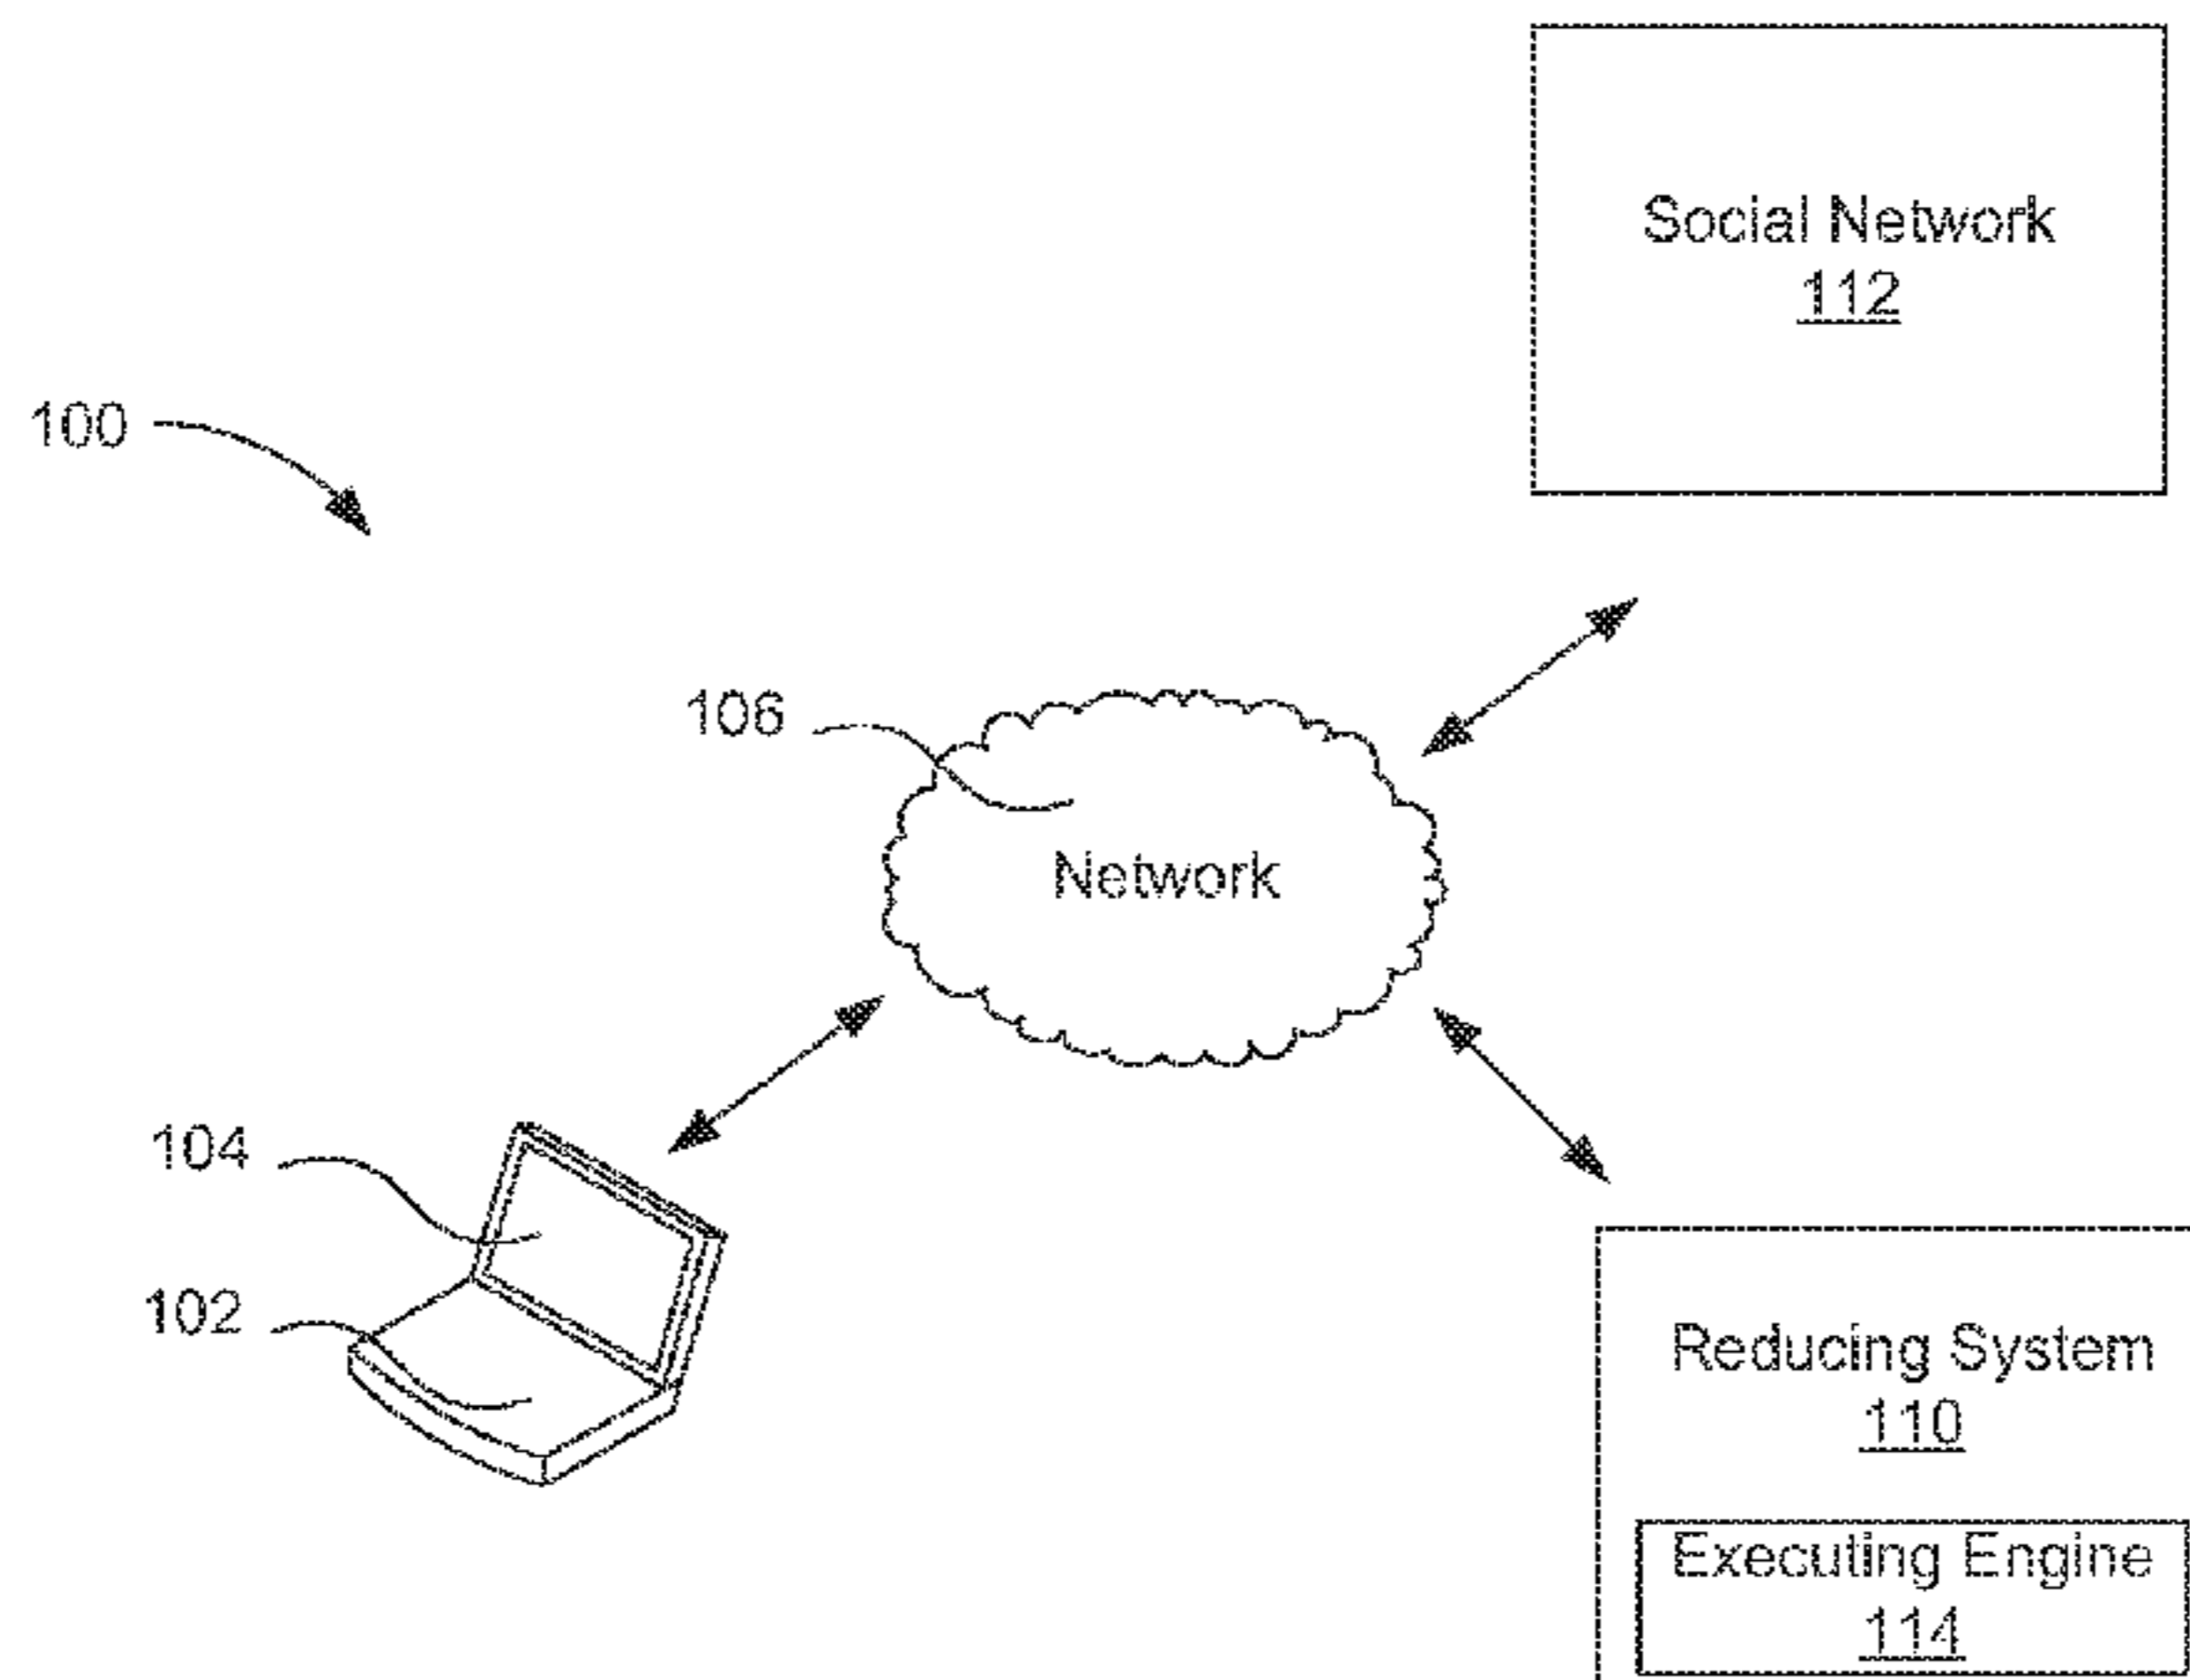 Social Network
112
100
106
Network
104
102
Reducing System
110
Executing Engine
114